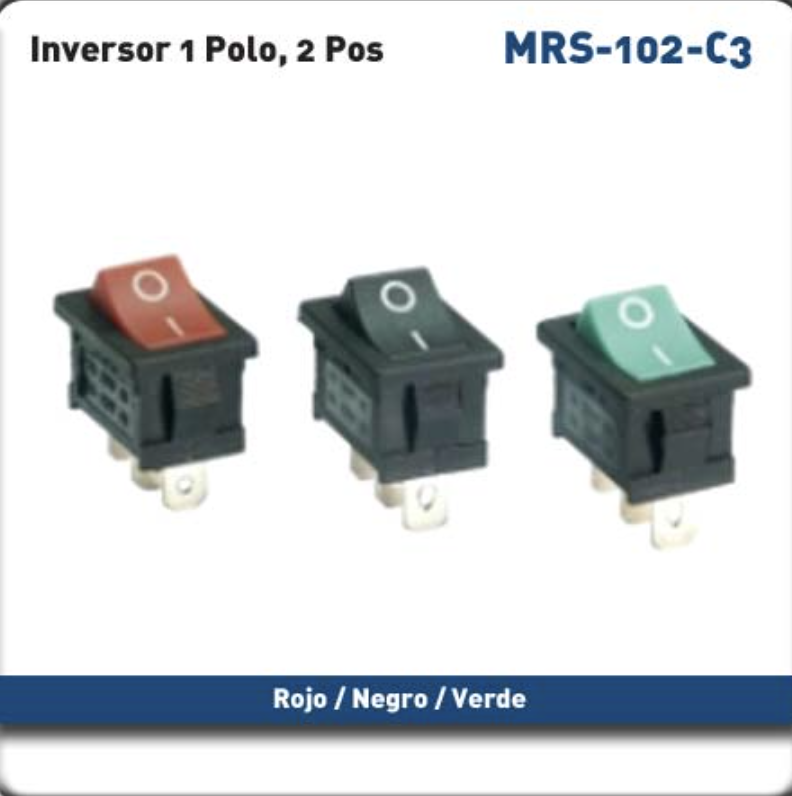 Inversor 1 Polo, 2 Pos
MRS-102-C3
Rojo / Negro / Verde